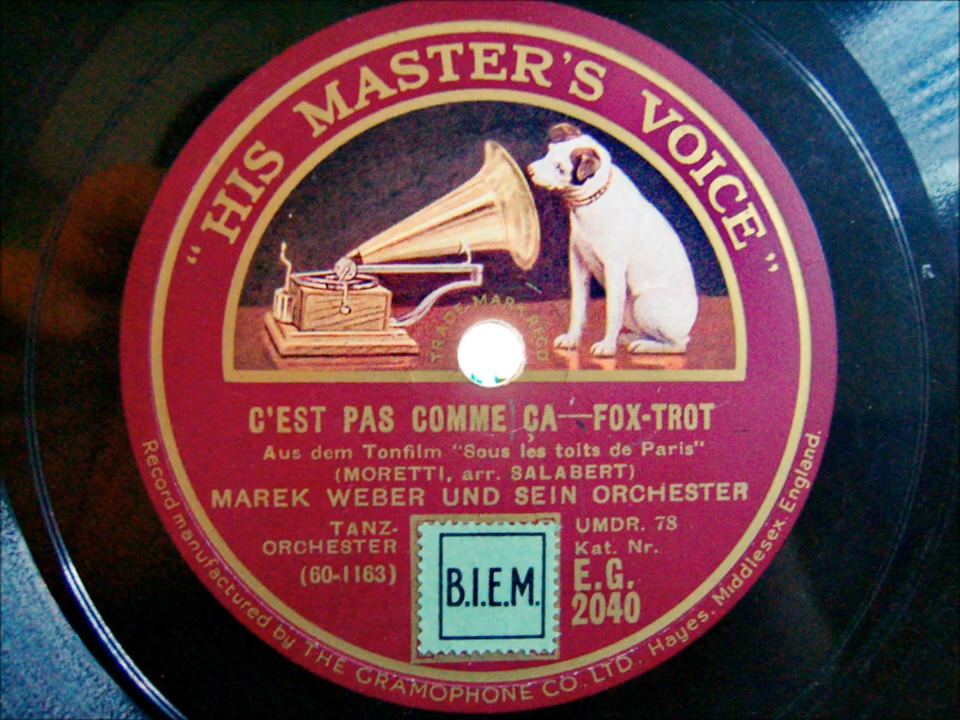 "HIS MASTER'S VOICE"
TRADE MARK REGD
C'EST PAS COMME ÇA—FOX-TROT
Aus dem Tonfilm "Sous les toits de Paris"
(MORETTI, arr. SALABERT)
MAREK WEBER UND SEIN ORCHESTER
TANZ-
ORCHESTER
(60-1163)
B.I.E.M.
UMDR. 78
Kat. Nr.
E.G.
2040
Record manufactured by THE GRAMOPHONE CO. LTD. Hayes. Middlesex. England.